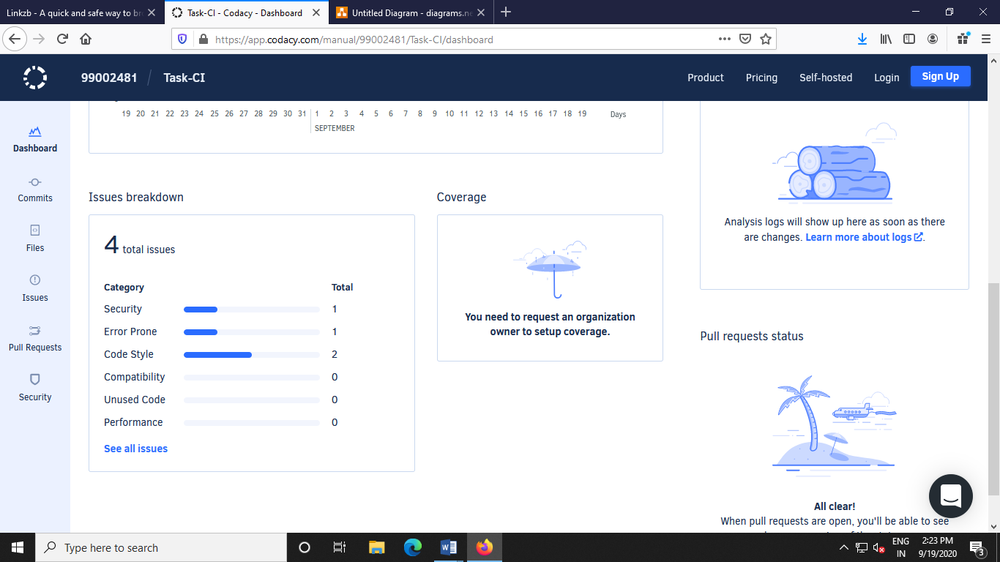 Linkzb - A quick and safe way to br
Task-CI - Codacy - Dashboard
Untitled Diagram - diagrams.ne
https://app.codacy.com/manual/99002481/Task-CI/dashboard
99002481 / Task-CI
Product
Pricing
Self-hosted
Login
Sign Up
Dashboard
Commits
Files
Issues
Pull Requests
Security
19 20 21 22 23 24 25 26 27 28 29 30 31 1 2 3 4 5 6 7 8 9 10 11 12 13 14 15 16 17 18 19 Days
SEPTEMBER
Issues breakdown
4 total issues
Category Total
Security 1
Error Prone 1
Code Style 2
Compatibility 0
Unused Code 0
Performance 0
See all issues
Coverage
You need to request an organization
owner to setup coverage.
Analysis logs will show up here as soon as there
are changes. Learn more about logs.
Pull requests status
All clear!
When pull requests are open, you'll be able to see
Type here to search
ENG
IN
2:23 PM
9/19/2020
3